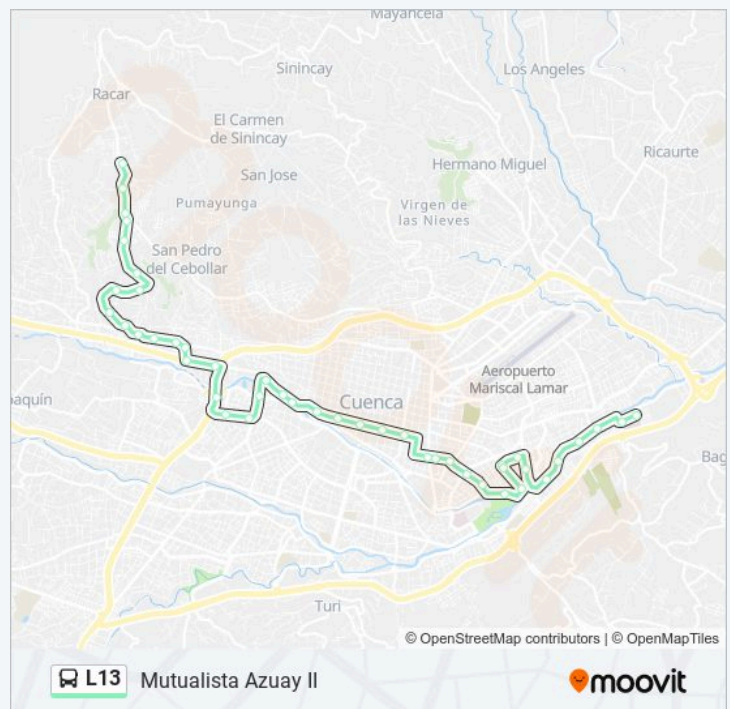 Mayancela
Sinincay
Los Angeles
Racar
El Carmen
de Sinincay
Ricaurte
Hermano Miguel
San Jose
Pumayunga
Virgen de
las Nieves
San Pedro
del Cebollar
Aeropuerto
Mariscal Lamar
Cuenca
oaquín
Bag
Turi
© OpenStreetMap contributors | © OpenMapTiles
L13 Mutualista Azuay II
moovit